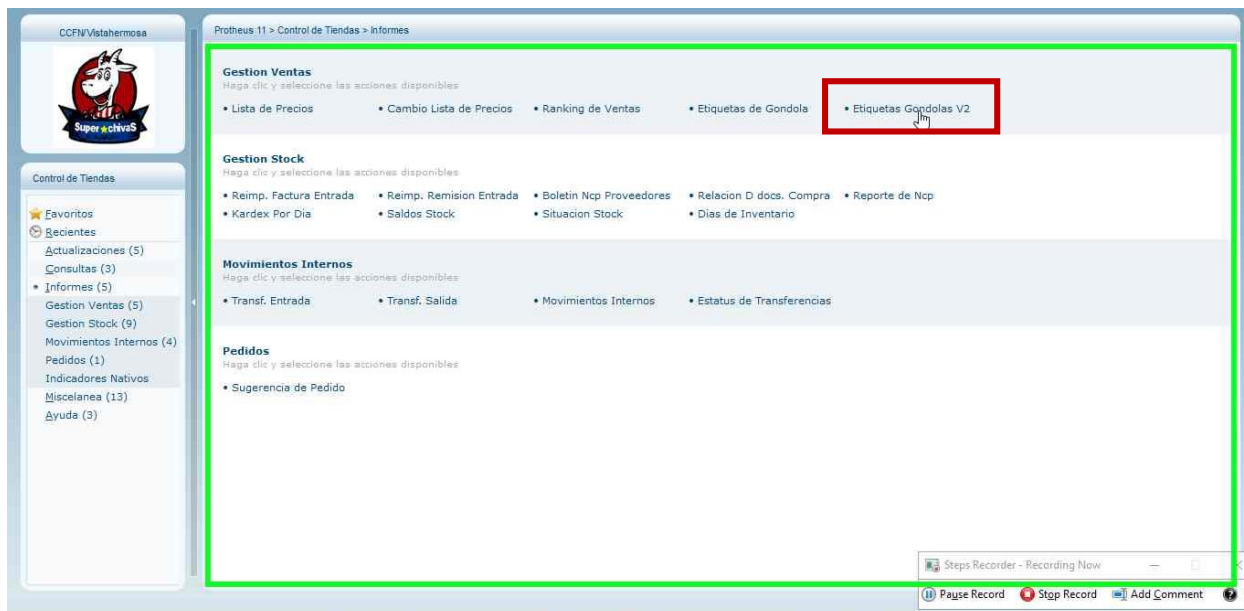 CCFN/Vistahermosa
Super chivaS
Control de Tiendas
Favoritos
Recientes
Actualizaciones (5)
Consultas (3)
• Informes (5)
Gestion Ventas (5)
Gestion Stock (9)
Movimientos Internos (4)
Pedidos (1)
Indicadores Nativos
Miscelanea (13)
Ayuda (3)
Protheus 11 > Control de Tiendas > Informes
Gestion Ventas
Haga clic y seleccione las acciones disponibles
• Lista de Precios • Cambio Lista de Precios • Ranking de Ventas • Etiquetas de Gondola • Etiquetas Gondolas V2
Gestion Stock
Haga clic y seleccione las acciones disponibles
• Reimp. Factura Entrada • Reimp. Remision Entrada • Boletin Ncp Proveedores • Relacion D docs. Compra • Reporte de Ncp
• Kardex Por Dia • Saldos Stock • Situacion Stock • Dias de Inventario
Movimientos Internos
Haga clic y seleccione las acciones disponibles
• Transf. Entrada • Transf. Salida • Movimientos Internos • Estatus de Transferencias
Pedidos
Haga clic y seleccione las acciones disponibles
• Sugerencia de Pedido
Steps Recorder - Recording Now
Pause Record Stop Record Add Comment